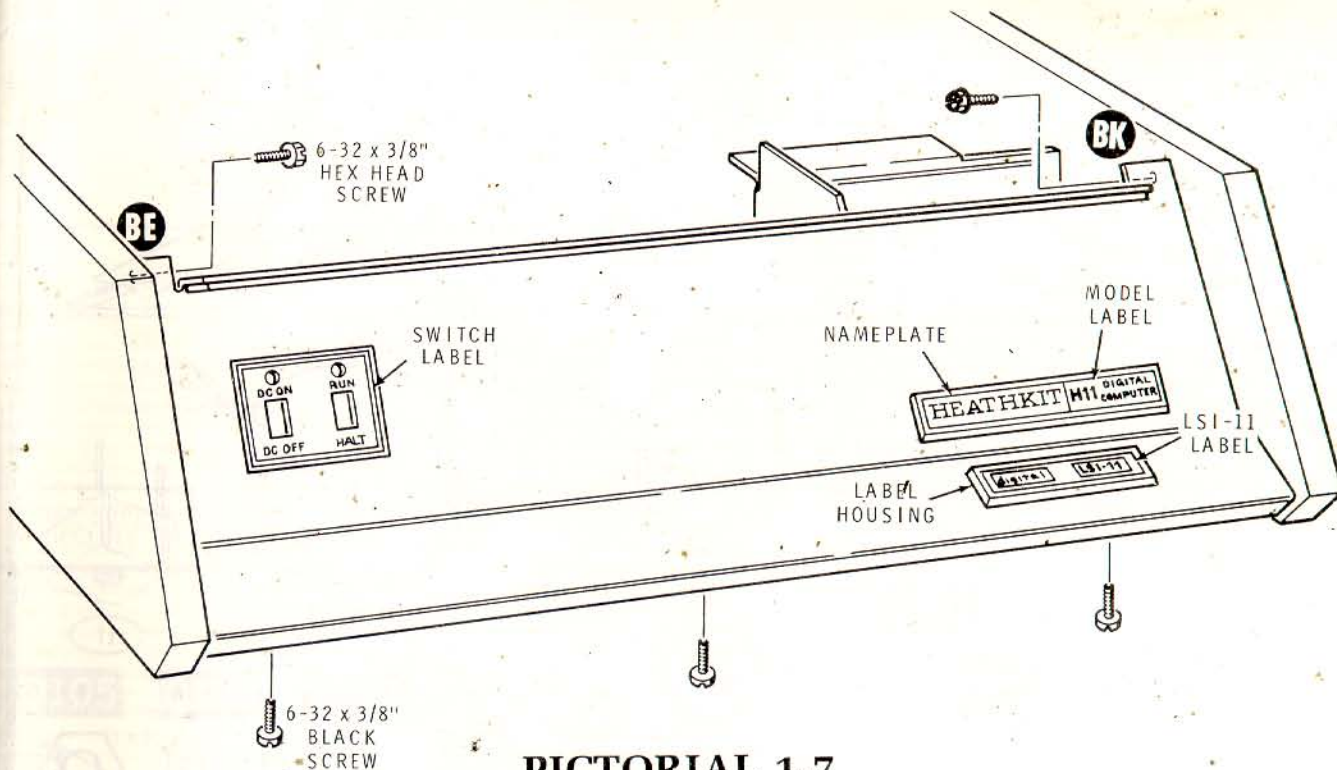 6-32 x 3/8"
HEX HEAD
SCREW
BK
BE
SWITCH
LABEL
DC ON
RUN
DC OFF
HALT
NAMEPLATE
MODEL
LABEL
HEATHKIT
H11
DIGITAL
COMPUTER
LSI-11
LABEL
digital
LSI-11
LABEL
HOUSING
6-32 x 3/8"
BLACK
SCREW
PICTORIAL 1-7